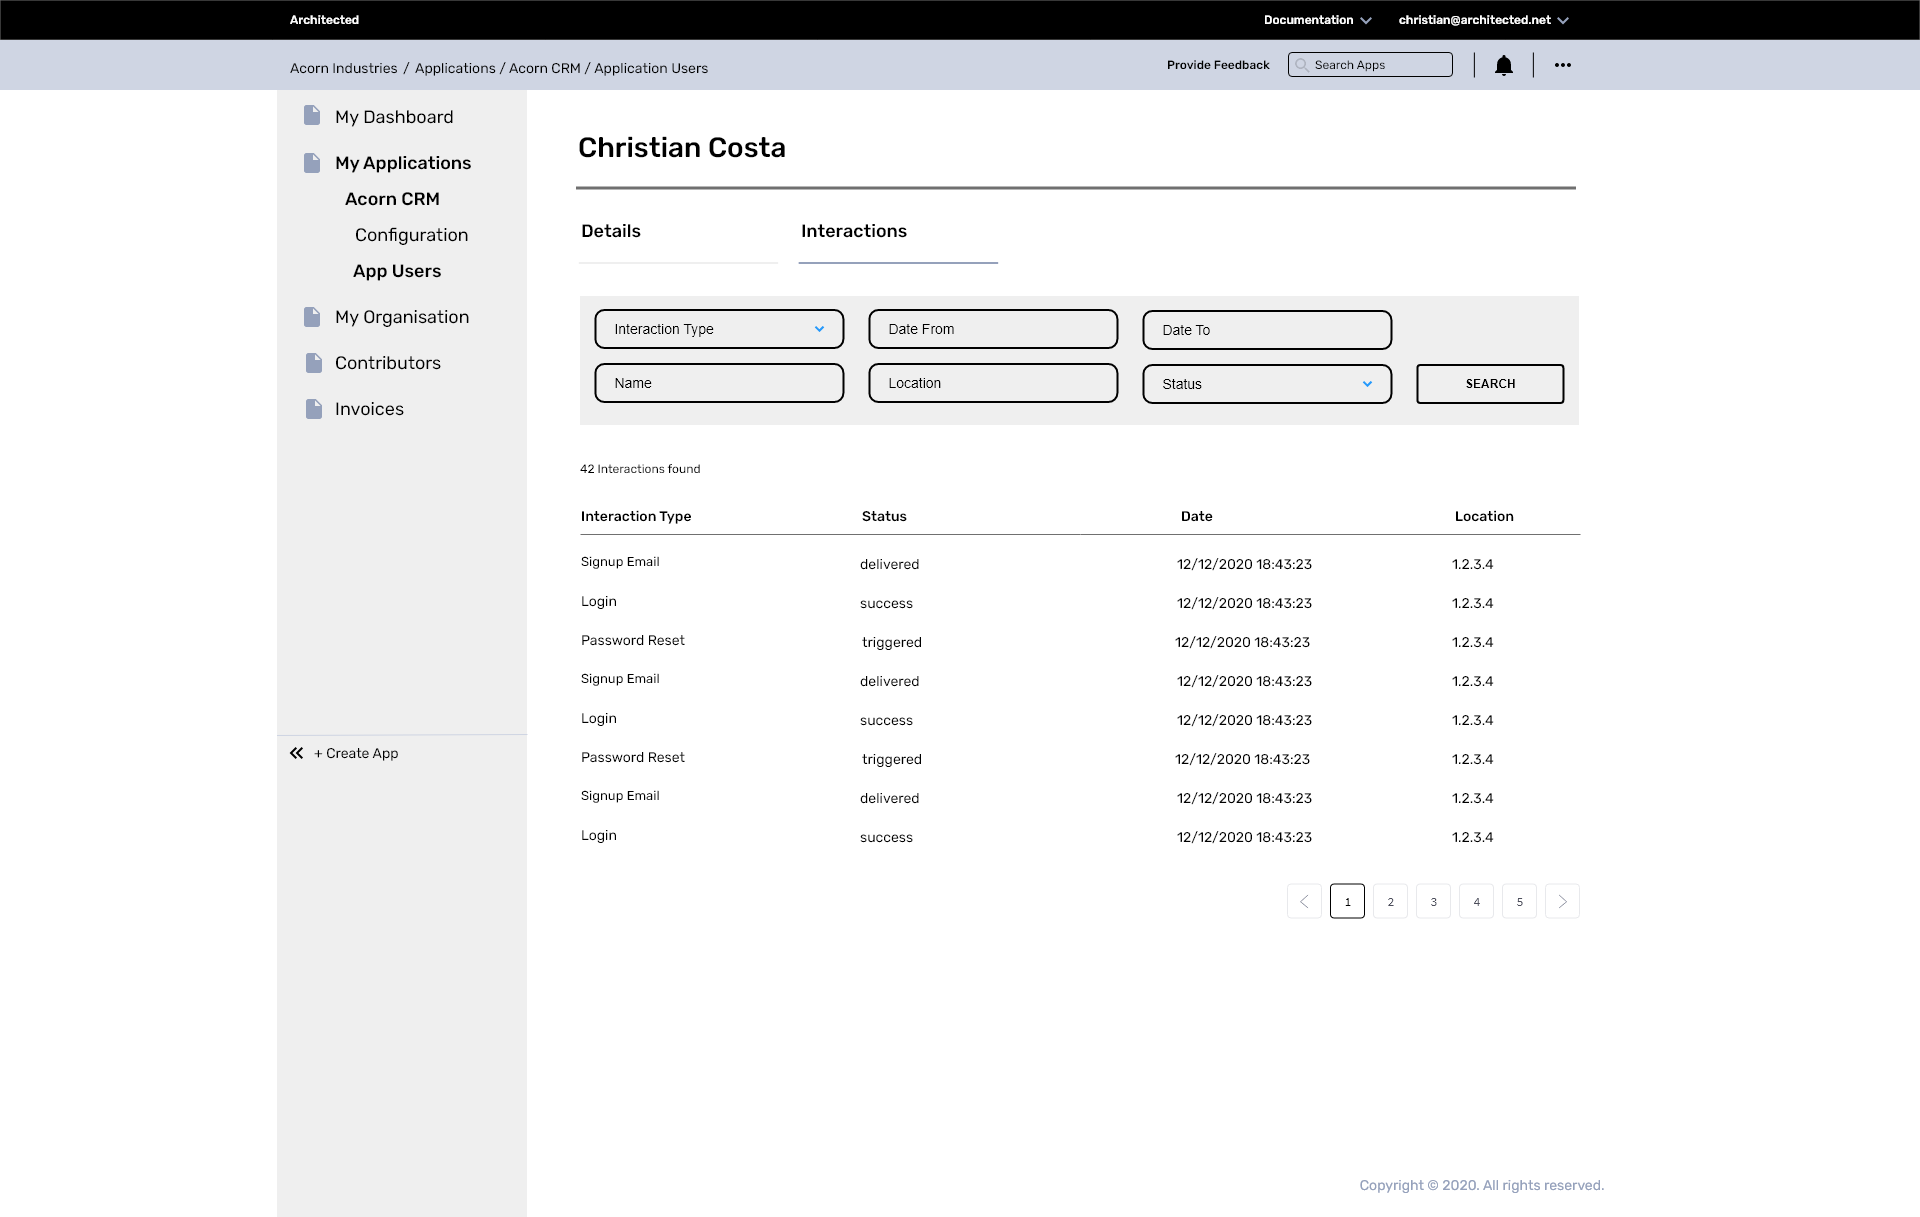 Architected
Documentation
christian@architected.net
Acorn Industries / Applications / Acorn CRM / Application Users
Provide Feedback
Search Apps
My Dashboard
My Applications
Acorn CRM
Configuration
App Users
My Organisation
Contributors
Invoices
+ Create App
Christian Costa
Details
Interactions
Interaction Type
Date From
Date To
Name
Location
Status
SEARCH
42 Interactions found
Interaction Type Status Date Location
Signup Email delivered 12/12/2020 18:43:23 1.2.3.4
Login success 12/12/2020 18:43:23 1.2.3.4
Password Reset triggered 12/12/2020 18:43:23 1.2.3.4
Signup Email delivered 12/12/2020 18:43:23 1.2.3.4
Login success 12/12/2020 18:43:23 1.2.3.4
Password Reset triggered 12/12/2020 18:43:23 1.2.3.4
Signup Email delivered 12/12/2020 18:43:23 1.2.3.4
Login success 12/12/2020 18:43:23 1.2.3.4
1 2 3 4 5
Copyright © 2020. All rights reserved.